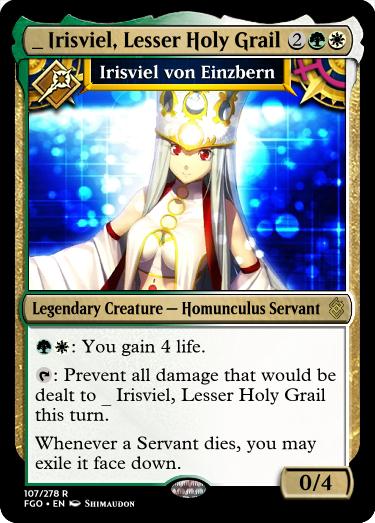 _ Irisviel, Lesser Holy Grail 2
Irisviel von Einzbern
Legendary Creature — Homunculus Servant
: You gain 4 life.
: Prevent all damage that would be
dealt to _ Irisviel, Lesser Holy Grail
this turn.
Whenever a Servant dies, you may
exile it face down.
0/4
107/278 R
FGO • EN Shimaudon